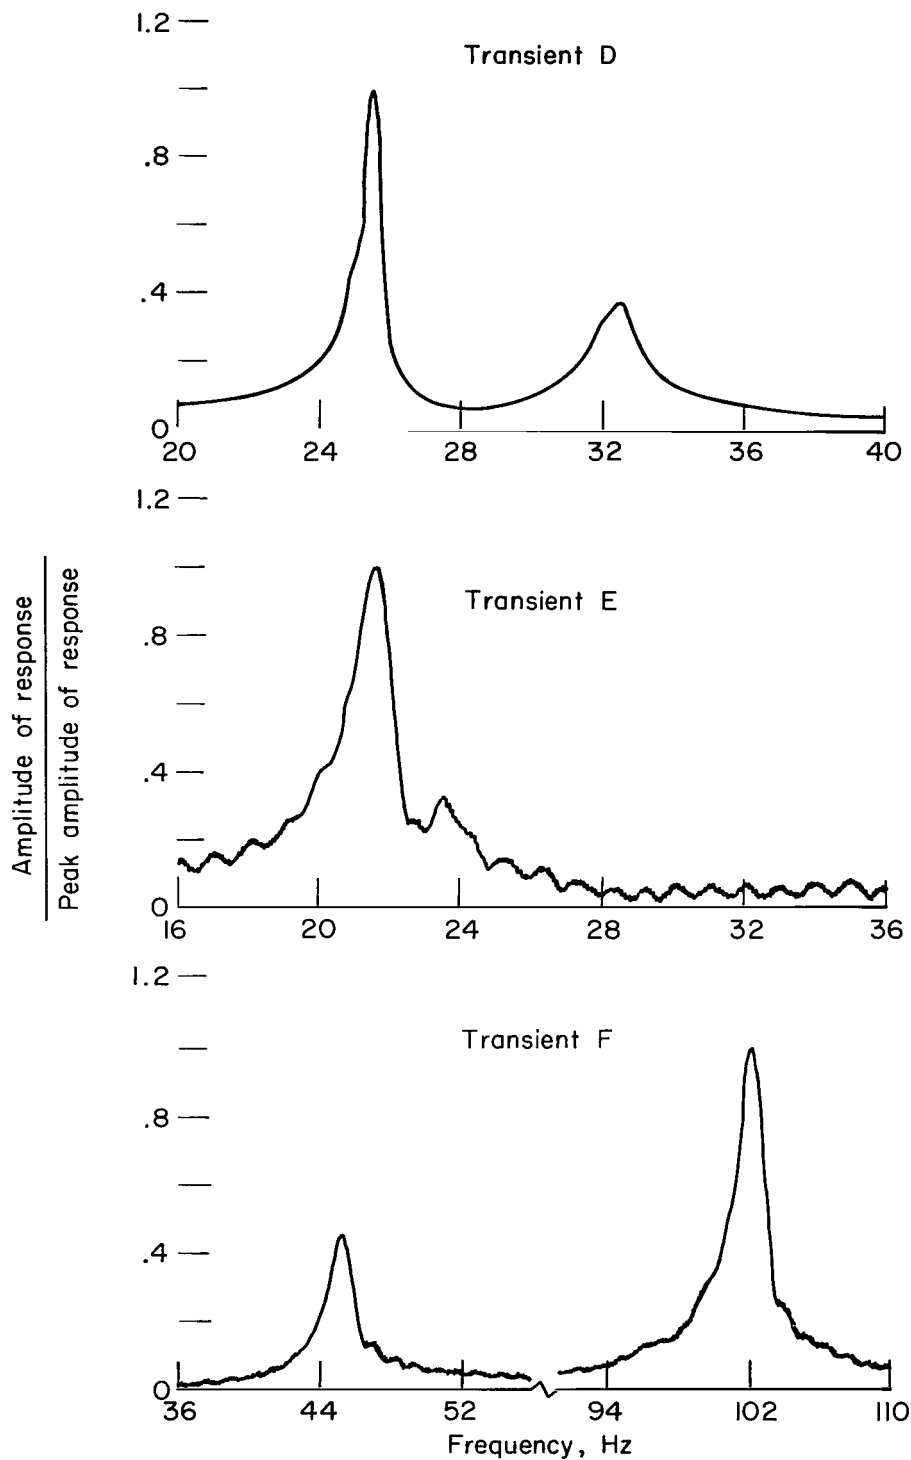 1.2
Transient D
.8
.4
0
20 24 28 32 36 40
1.2
Transient E
.8
.4
0
16 20 24 28 32 36
Amplitude of response
Peak amplitude of response
1.2
Transient F
.8
.4
0
36 44 52 94 102 110
Frequency, Hz